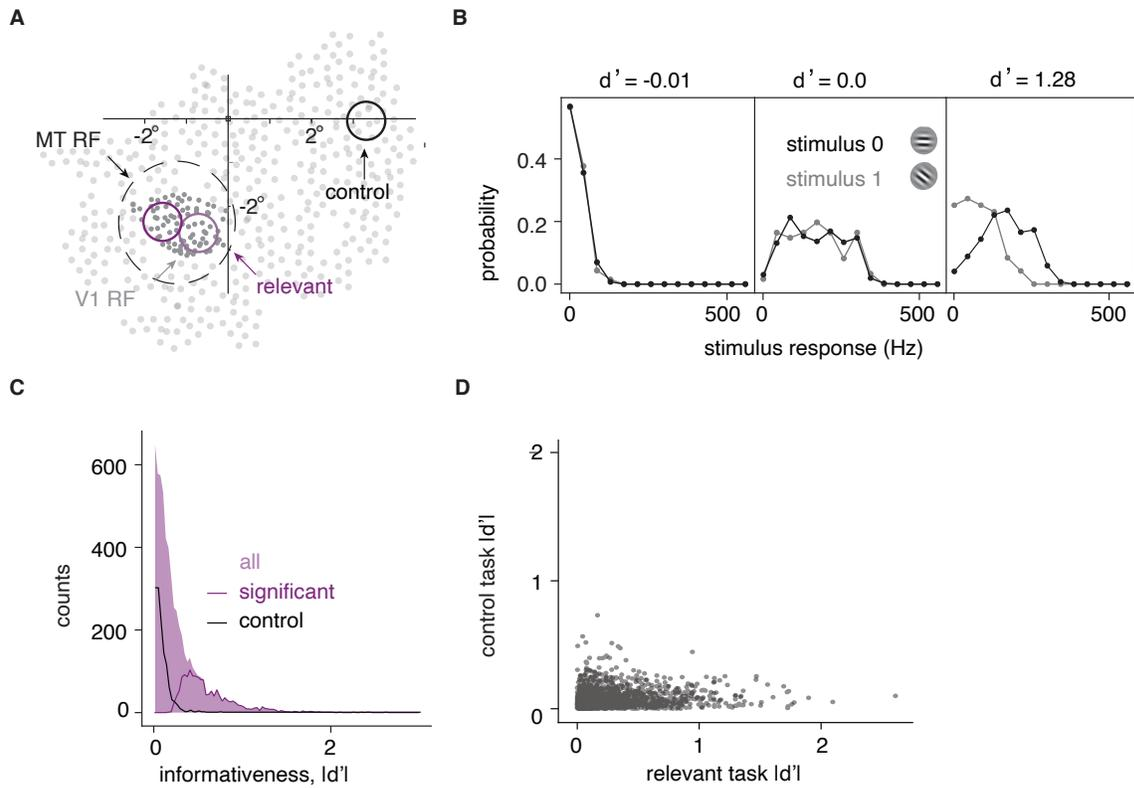 A
MT RF
-2°
2°
-2°
control
V1 RF
relevant
B
d’ = -0.01
d’ = 0.0
d’ = 1.28
stimulus 0
stimulus 1
probability
0.4
0.2
0.0
0
500
0
500
0
500
stimulus response (Hz)
C
counts
600
400
200
0
all
significant
control
0
2
informativeness, |d’|
D
control task |d’|
2
1
0
0
1
2
relevant task |d’|